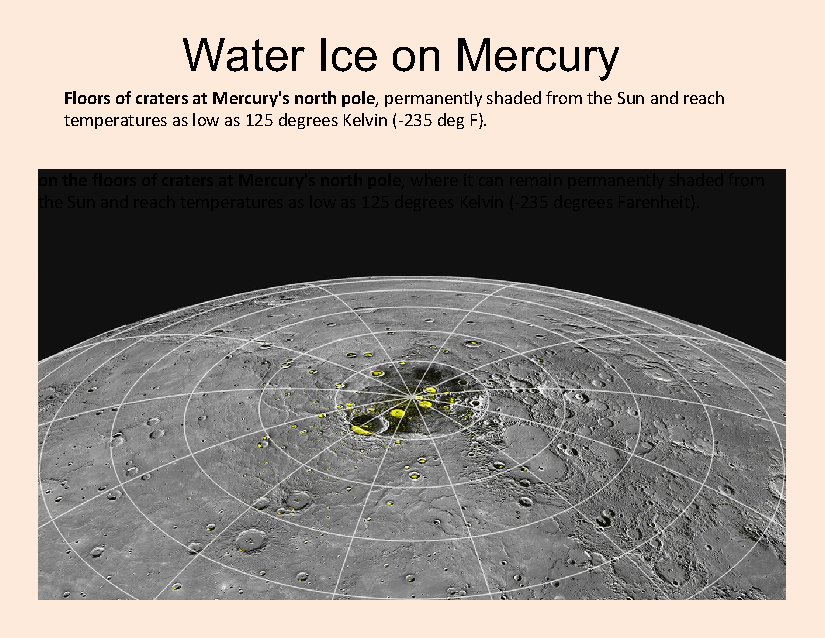 Water Ice on Mercury
Floors of craters at Mercury's north pole, permanently shaded from the Sun and reach
temperatures as low as 125 degrees Kelvin (-235 deg F).
on the floors of craters at Mercury's north pole, where it can remain permanently shaded from
the Sun and reach temperatures as low as 125 degrees Kelvin (-235 degrees Farenheit).